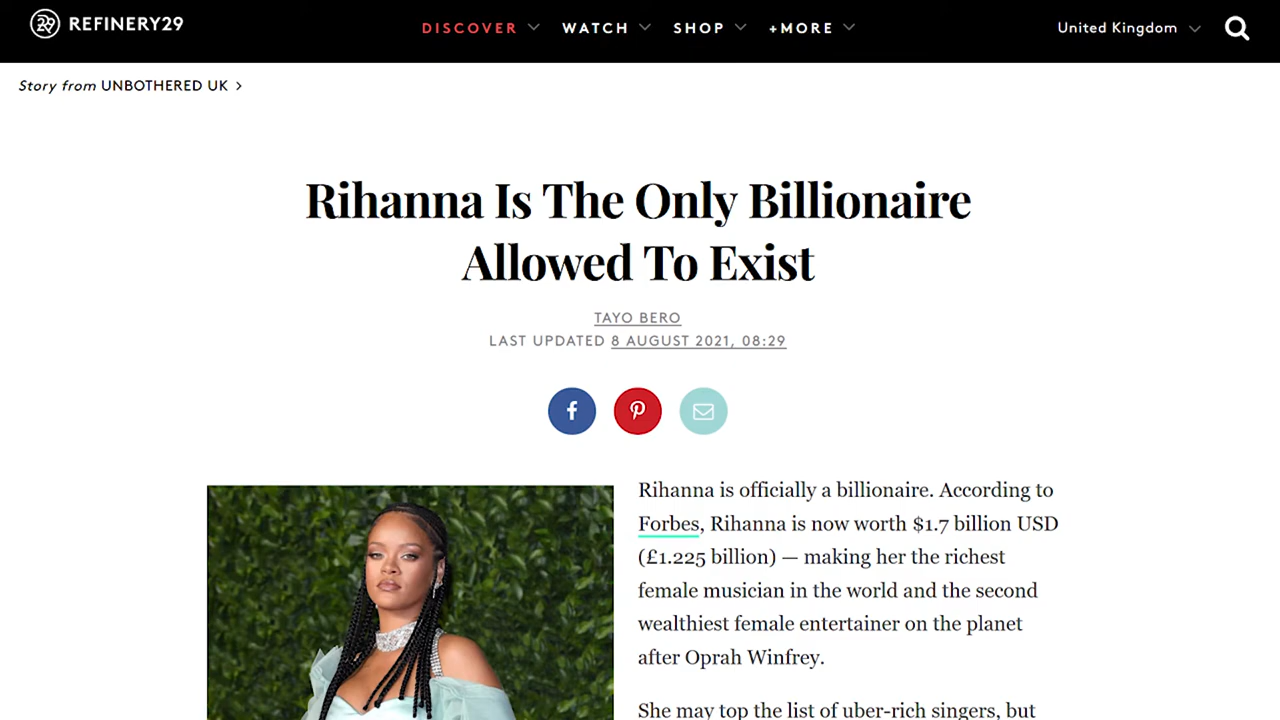 REFINERY29
DISCOVER
WATCH
SHOP
+MORE
United Kingdom
Story from UNBOTHERED UK >
Rihanna Is The Only Billionaire
Allowed To Exist
TAYO BERO
LAST UPDATED 8 AUGUST 2021, 08:29
Rihanna is officially a billionaire. According to
Forbes, Rihanna is now worth $1.7 billion USD
(£1.225 billion) — making her the richest
female musician in the world and the second
wealthiest female entertainer on the planet
after Oprah Winfrey.
She may top the list of uber-rich singers, but